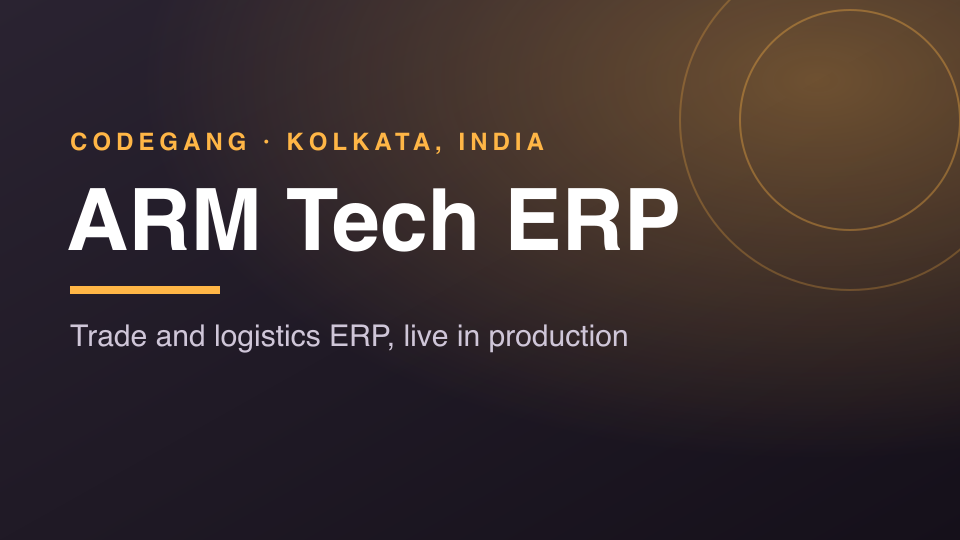 CODEGANG · KOLKATA, INDIA
ARM Tech ERP
Trade and logistics ERP, live in production